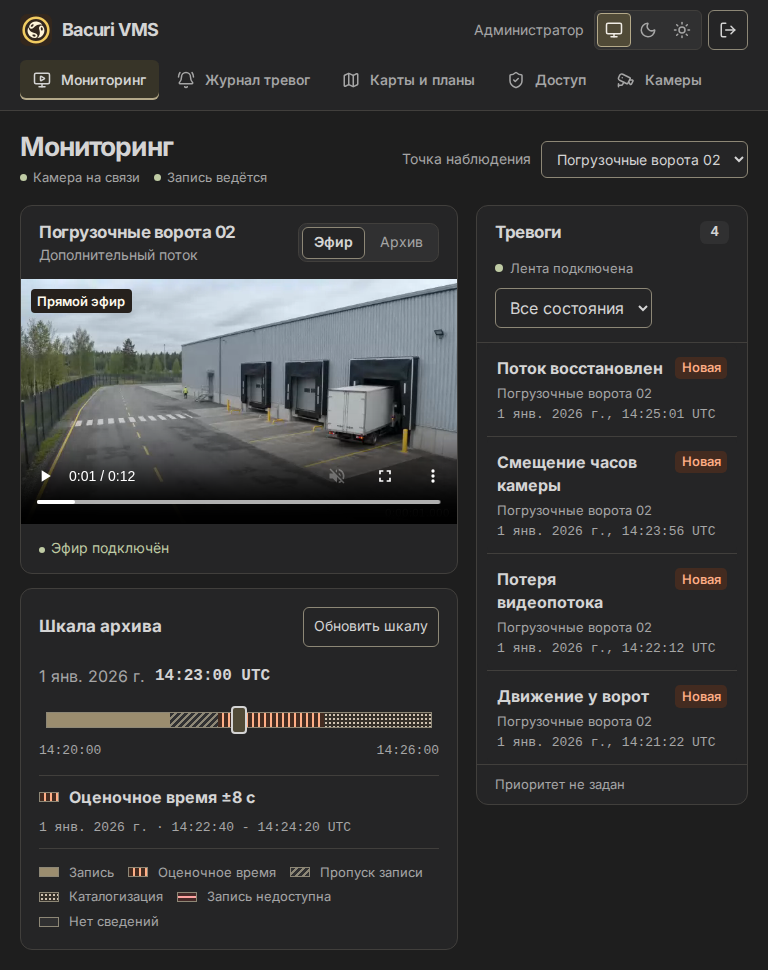 Bacuri VMS
Администратор
Мониторинг
Журнал тревог
Карты и планы
Доступ
Камеры
Мониторинг
Камера на связи
Запись ведётся
Точка наблюдения
Погрузочные ворота 02
Погрузочные ворота 02
Дополнительный поток
Эфир
Архив
Прямой эфир
0:01 / 0:12
Эфир подключён
Шкала архива
Обновить шкалу
1 янв. 2026 г. 14:23:00 UTC
14:20:00
14:26:00
Оценочное время ±8 с
1 янв. 2026 г. · 14:22:40 - 14:24:20 UTC
Запись
Оценочное время
Пропуск записи
Каталогизация
Запись недоступна
Нет сведений
Тревоги
4
Лента подключена
Все состояния
Поток восстановлен
Новая
Погрузочные ворота 02
1 янв. 2026 г., 14:25:01 UTC
Смещение часов
камеры
Новая
Погрузочные ворота 02
1 янв. 2026 г., 14:23:56 UTC
Потеря
видеопотока
Новая
Погрузочные ворота 02
1 янв. 2026 г., 14:22:12 UTC
Движение у ворот
Новая
Погрузочные ворота 02
1 янв. 2026 г., 14:21:22 UTC
Приоритет не задан